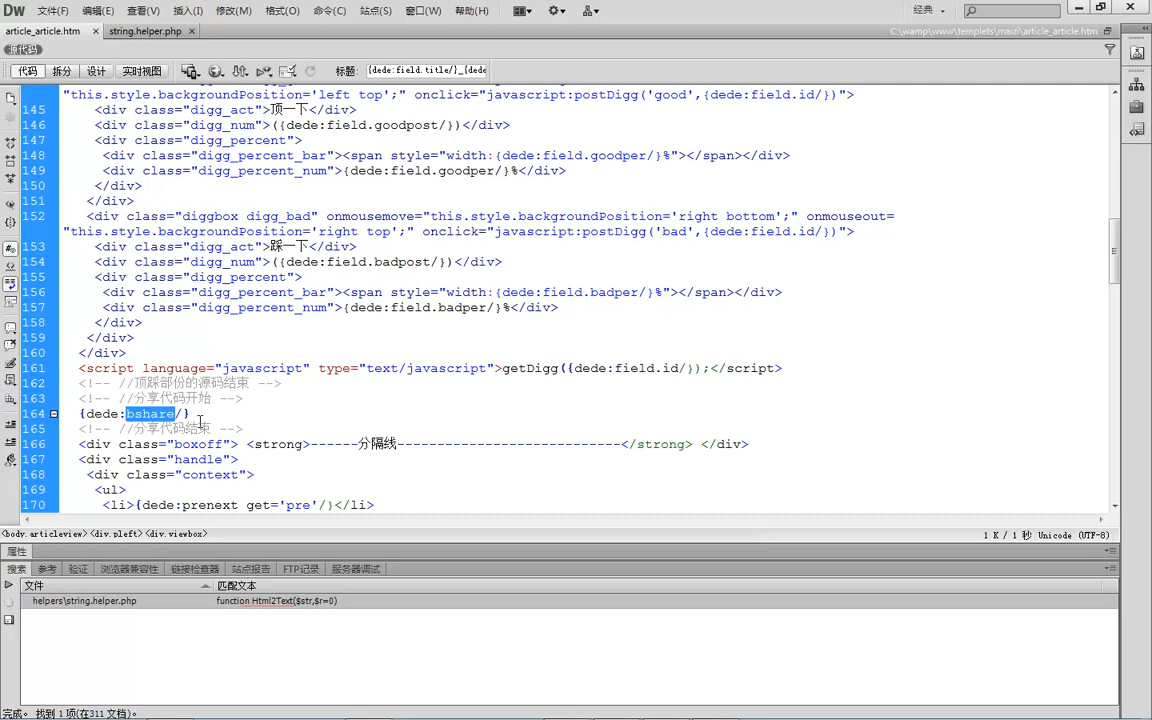 Dw 文件(F) 编辑(E) 查看(V) 插入(I) 修改(M) 格式(O) 命令(C) 站点(S) 窗口(W) 帮助(H) 经典
article_article.htm × string.helper.php × C:\wamp\www\templets\maizi\article_article.htm
源代码
代码 拆分 设计 实时视图 标题: {dede:field.title/}_{dede
"this.style.backgroundPosition='left top';" onclick="javascript:postDigg('good',{dede:field.id/})">
145 <div class="digg_act">顶一下</div>
146 <div class="digg_num">({dede:field.goodpost/})</div>
147 <div class="digg_percent">
148 <div class="digg_percent_bar"><span style="width:{dede:field.goodper/}%"></span></div>
149 <div class="digg_percent_num">{dede:field.goodper/}%</div>
150 </div>
151 </div>
152 <div class="diggbox digg_bad" onmousemove="this.style.backgroundPosition='right bottom';" onmouseout=
"this.style.backgroundPosition='right top';" onclick="javascript:postDigg('bad',{dede:field.id/})">
153 <div class="digg_act">踩一下</div>
154 <div class="digg_num">({dede:field.badpost/})</div>
155 <div class="digg_percent">
156 <div class="digg_percent_bar"><span style="width:{dede:field.badper/}%"></span></div>
157 <div class="digg_percent_num">{dede:field.badper/}%</div>
158 </div>
159 </div>
160 </div>
161 <script language="javascript" type="text/javascript">getDigg({dede:field.id/});</script>
162 <!-- //顶踩部份的源码结束 -->
163 <!-- //分享代码开始 -->
164 {dede:bshare/}
165 <!-- //分享代码结束 -->
166 <div class="boxoff"> <strong>------分隔线-----------------------------</strong> </div>
167 <div class="handle">
168 <div class="context">
169 <ul>
170 <li>{dede:prenext get='pre'/}</li>
<body.articleview><div.pleft><div.viewbox> 1 K / 1 秒 Unicode (UTF-8)
属性
搜索 参考 验证 浏览器兼容性 链接检查器 站点报告 FTP记录 服务器调试
文件 匹配文本
helpers\string.helper.php function Html2Text($str,$r=0)
完成。 找到 1 项(在311 文档)。